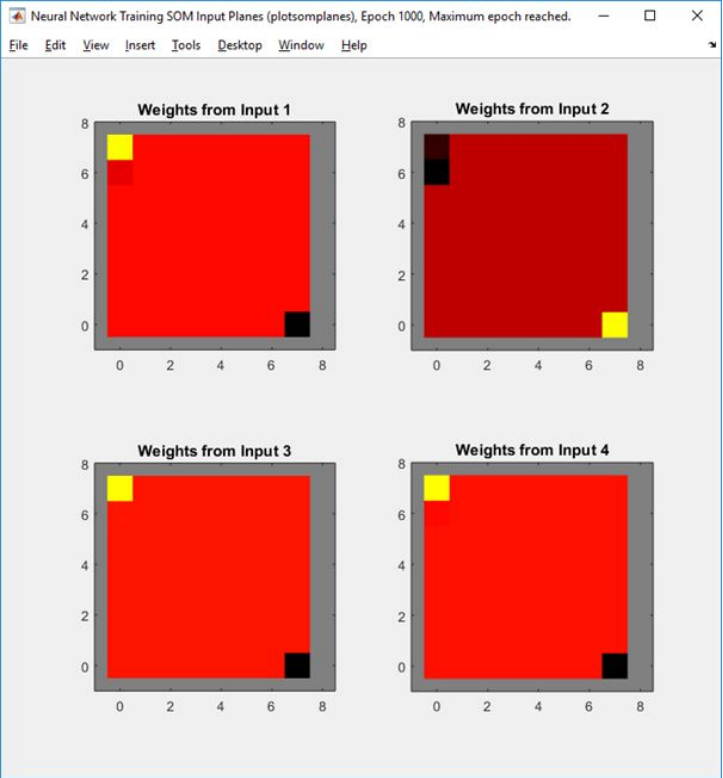 Neural Network Training SOM Input Planes (plotsomplanes), Epoch 1000, Maximum epoch reached.
File Edit View Insert Tools Desktop Window Help
Weights from Input 1
8
6
4
2
0
0 2 4 6 8
Weights from Input 2
8
6
4
2
0
0 2 4 6 8
Weights from Input 3
8
6
4
2
0
0 2 4 6 8
Weights from Input 4
8
6
4
2
0
0 2 4 6 8